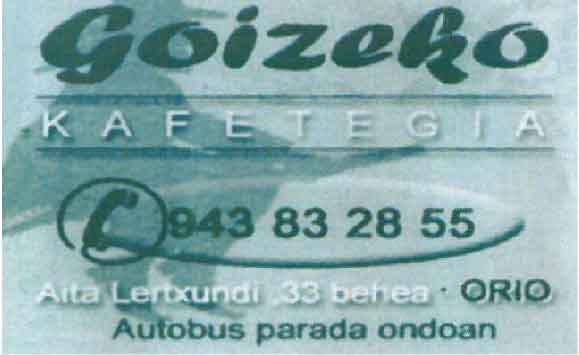 Goizeko
KAFETEGIA
943 83 28 55
Aita Lertxundi ,33 behea · ORIO
Autobus parada ondoan